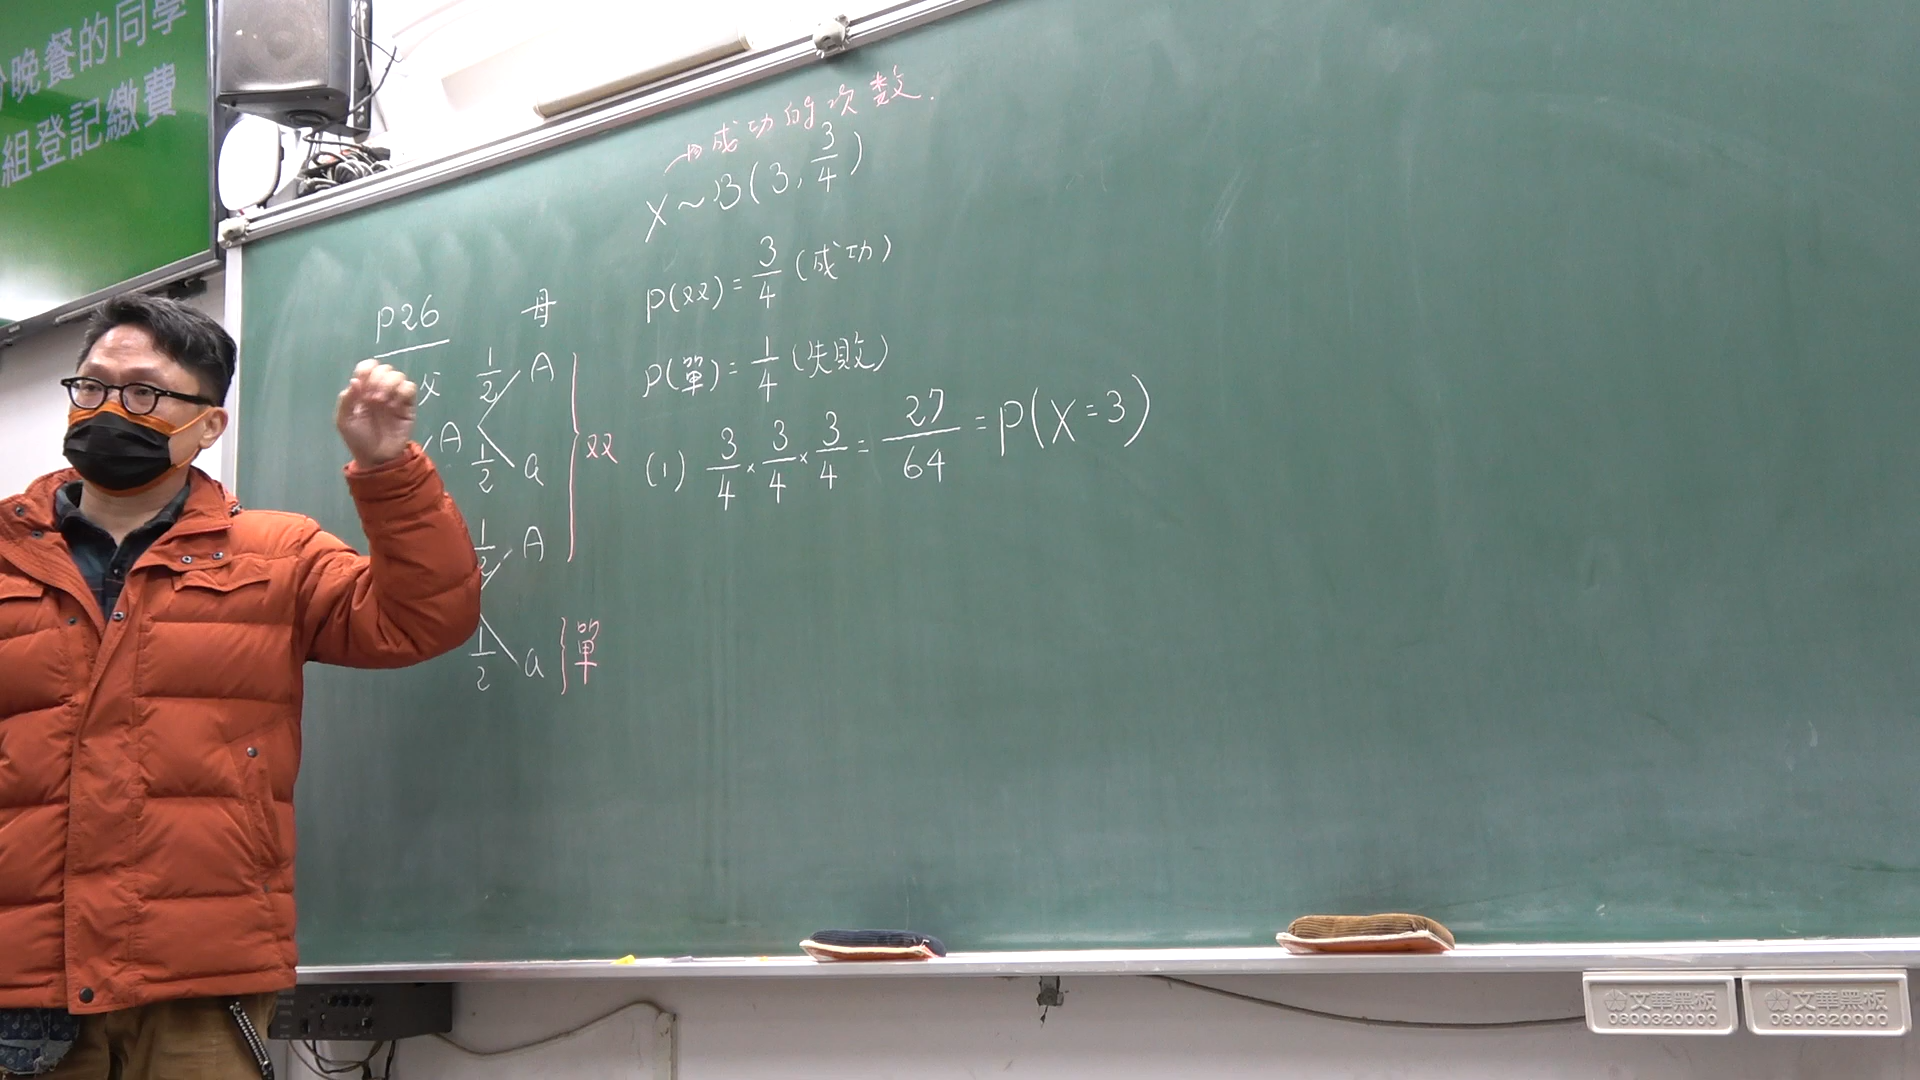 晚餐的同學
組登記繳費
成功的次数.
X~B(3, 3/4)
P26
母
父
1/2 A
A
1/2 a
双
1/2 A
1/2 a
單
P(双) = 3/4 (成功)
P(單) = 1/4 (失敗)
(1) 3/4 × 3/4 × 3/4 = 27/64 = P(X=3)
文華黑板
0800320000
文華黑板
0800320000